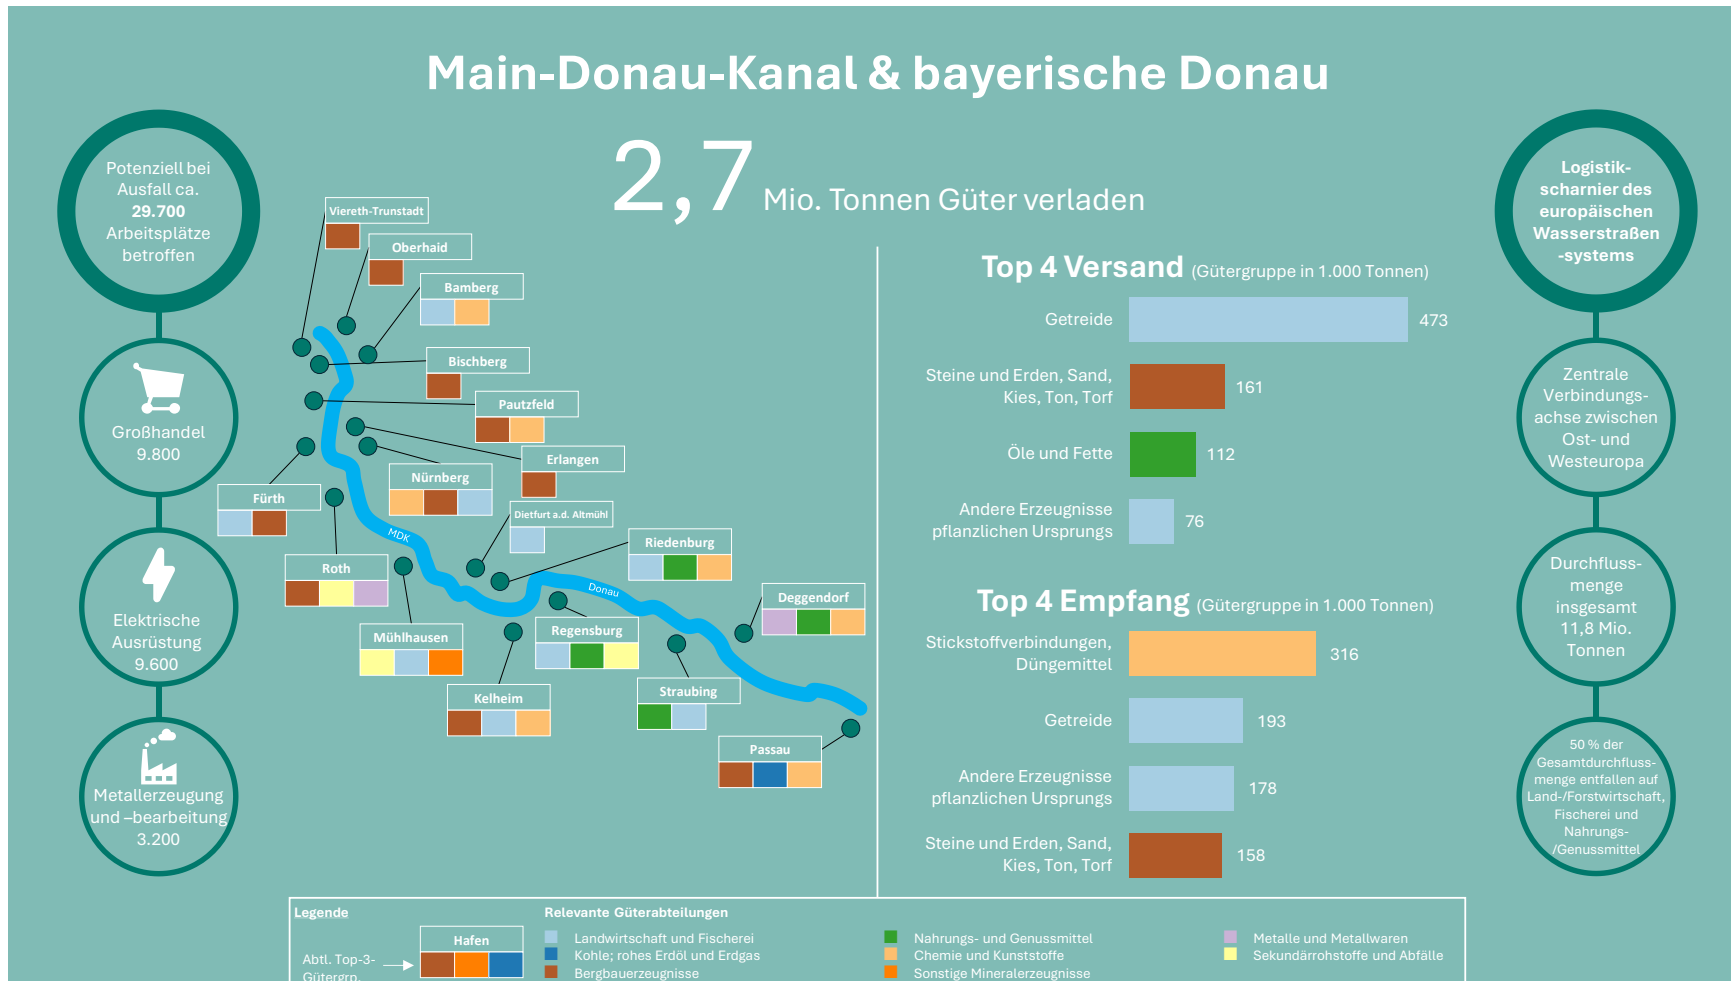 Main-Donau-Kanal & bayerische Donau
2,7 Mio. Tonnen Güter verladen
Potenziell bei
Ausfall ca.
29.700
Arbeitsplätze
betroffen
Großhandel
9.800
Elektrische
Ausrüstung
9.600
Metallerzeugung
und –bearbeitung
3.200
Viereth-Trunstadt
Oberhaid
Bamberg
Bischberg
Pautzfeld
Erlangen
Nürnberg
Fürth
Dietfurt a.d. Altmühl
MDK
Riedenburg
Roth
Donau
Deggendorf
Mühlhausen
Regensburg
Kelheim
Straubing
Passau
Top 4 Versand (Gütergruppe in 1.000 Tonnen)
Getreide 473
Steine und Erden, Sand,
Kies, Ton, Torf 161
Öle und Fette 112
Andere Erzeugnisse
pflanzlichen Ursprungs 76
Top 4 Empfang (Gütergruppe in 1.000 Tonnen)
Stickstoffverbindungen,
Düngemittel 316
Getreide 193
Andere Erzeugnisse
pflanzlichen Ursprungs 178
Steine und Erden, Sand,
Kies, Ton, Torf 158
Logistik-
scharnier des
europäischen
Wasserstraßen
-systems
Zentrale
Verbindungs-
achse zwischen
Ost- und
Westeuropa
Durchfluss-
menge
insgesamt
11,8 Mio.
Tonnen
50 % der
Gesamtdurchfluss-
menge entfallen auf
Land-/Forstwirtschaft,
Fischerei und
Nahrungs-
/Genussmittel
Legende
Abtl. Top-3-
Gütergrp.
Hafen
Relevante Güterabteilungen
Landwirtschaft und Fischerei
Kohle; rohes Erdöl und Erdgas
Bergbauerzeugnisse
Nahrungs- und Genussmittel
Chemie und Kunststoffe
Sonstige Mineralerzeugnisse
Metalle und Metallwaren
Sekundärrohstoffe und Abfälle